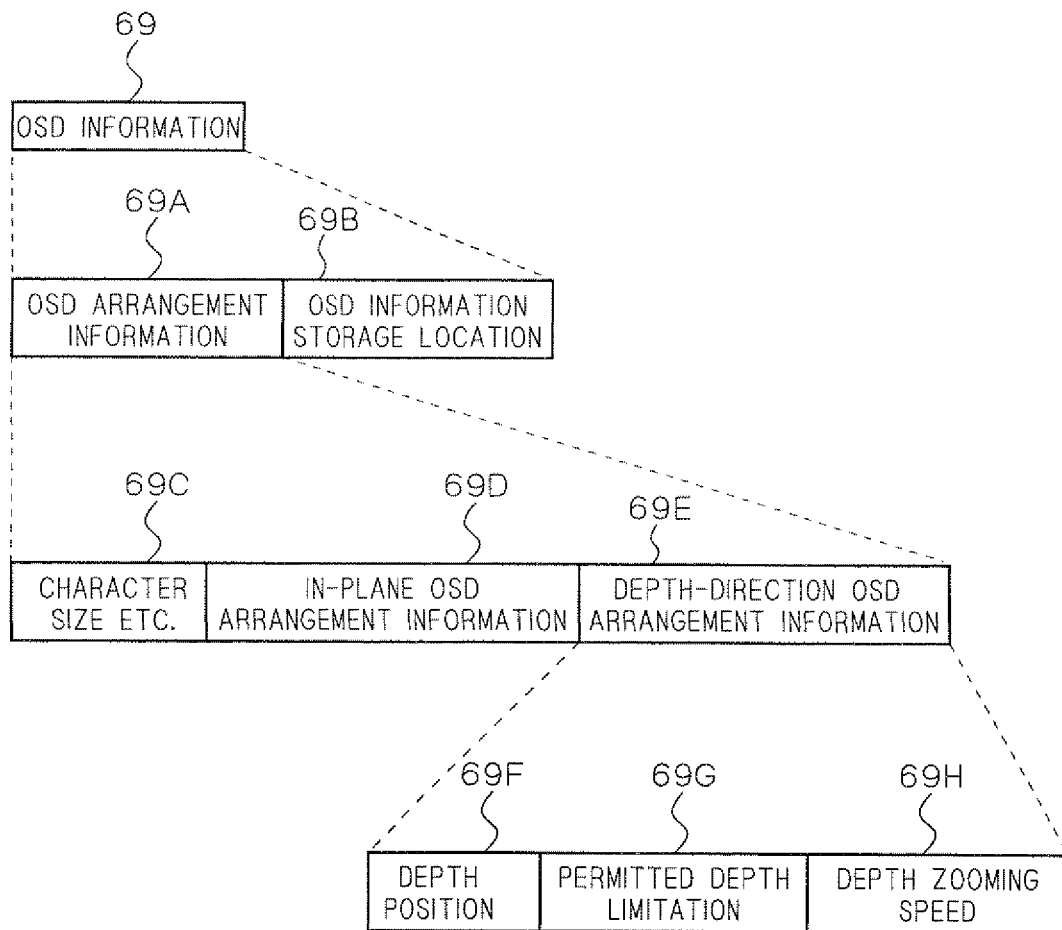 69
OSD INFORMATION
69A
69B
OSD ARRANGEMENT
INFORMATION
OSD INFORMATION
STORAGE LOCATION
69C
69D
69E
CHARACTER
SIZE ETC.
IN-PLANE OSD
ARRANGEMENT INFORMATION
DEPTH-DIRECTION OSD
ARRANGEMENT INFORMATION
69F
69G
69H
DEPTH
POSITION
PERMITTED DEPTH
LIMITATION
DEPTH ZOOMING
SPEED